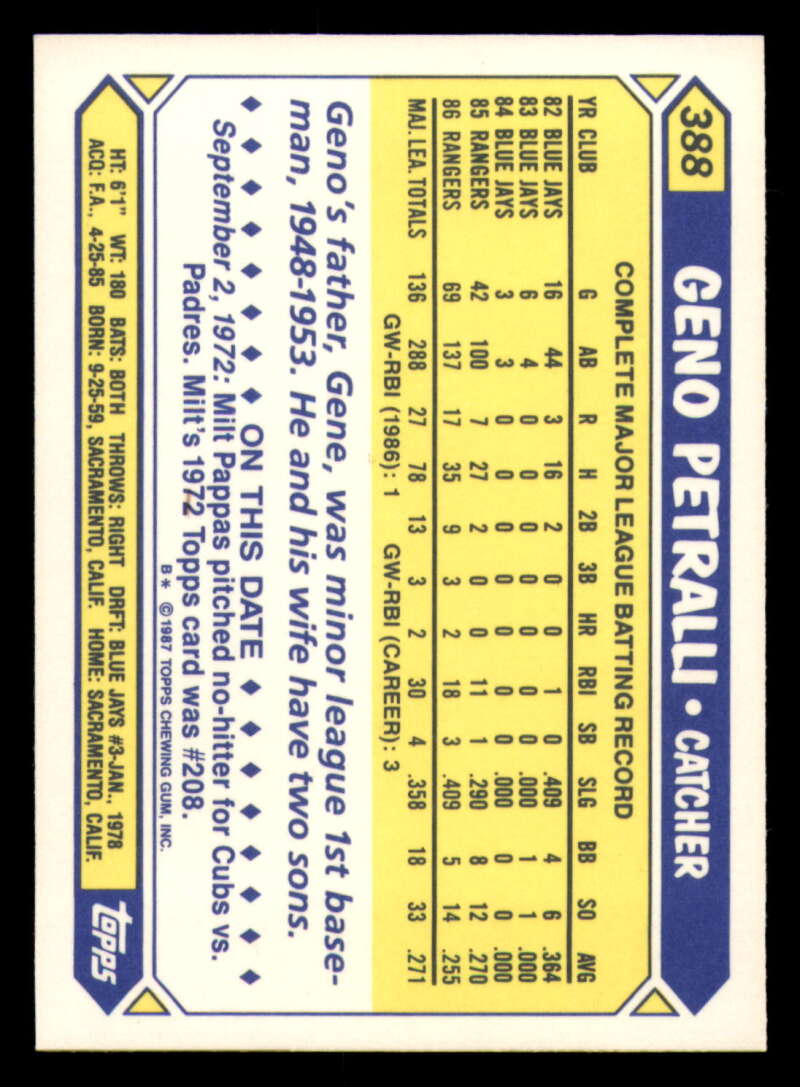 388 GENO PETRALLI • CATCHER
COMPLETE MAJOR LEAGUE BATTING RECORD
YR CLUB G AB R H 2B 3B HR RBI SB SLG BB SO AVG
82 BLUE JAYS 16 44 3 16 2 0 0 1 0 .409 4 6 .364
83 BLUE JAYS 6 4 0 0 0 0 0 0 0 .000 1 1 .000
84 BLUE JAYS 3 3 0 0 0 0 0 0 0 .000 0 0 .000
85 RANGERS 42 100 7 27 2 0 0 11 1 .290 8 12 .270
86 RANGERS 69 137 17 35 9 3 2 18 3 .409 5 14 .255
MAJ. LEA. TOTALS 136 288 27 78 13 3 2 30 4 .358 18 33 .271
GW-RBI (1986): 1 GW-RBI (CAREER): 3
Geno's father, Gene, was minor league 1st base-
man, 1948-1953. He and his wife have two sons.
◆ ◆ ◆ ◆ ◆ ◆ ◆ ON THIS DATE ◆ ◆ ◆ ◆ ◆ ◆ ◆ ◆
September 2, 1972: Milt Pappas pitched no-hitter for Cubs vs.
Padres. Milt's 1972 Topps card was #208.
B* ©1987 TOPPS CHEWING GUM, INC.
HT: 6'1" WT: 180 BATS: BOTH THROWS: RIGHT DRFT: BLUE JAYS #3-JAN., 1978
ACQ: F.A., 4-25-85 BORN: 9-25-59, SACRAMENTO, CALIF. HOME: SACRAMENTO, CALIF.
topps